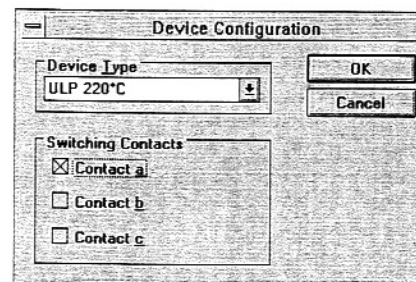 Device Configuration
Device Type
ULP 220*C
OK
Cancel
Switching Contacts
Contact a
Contact b
Contact c